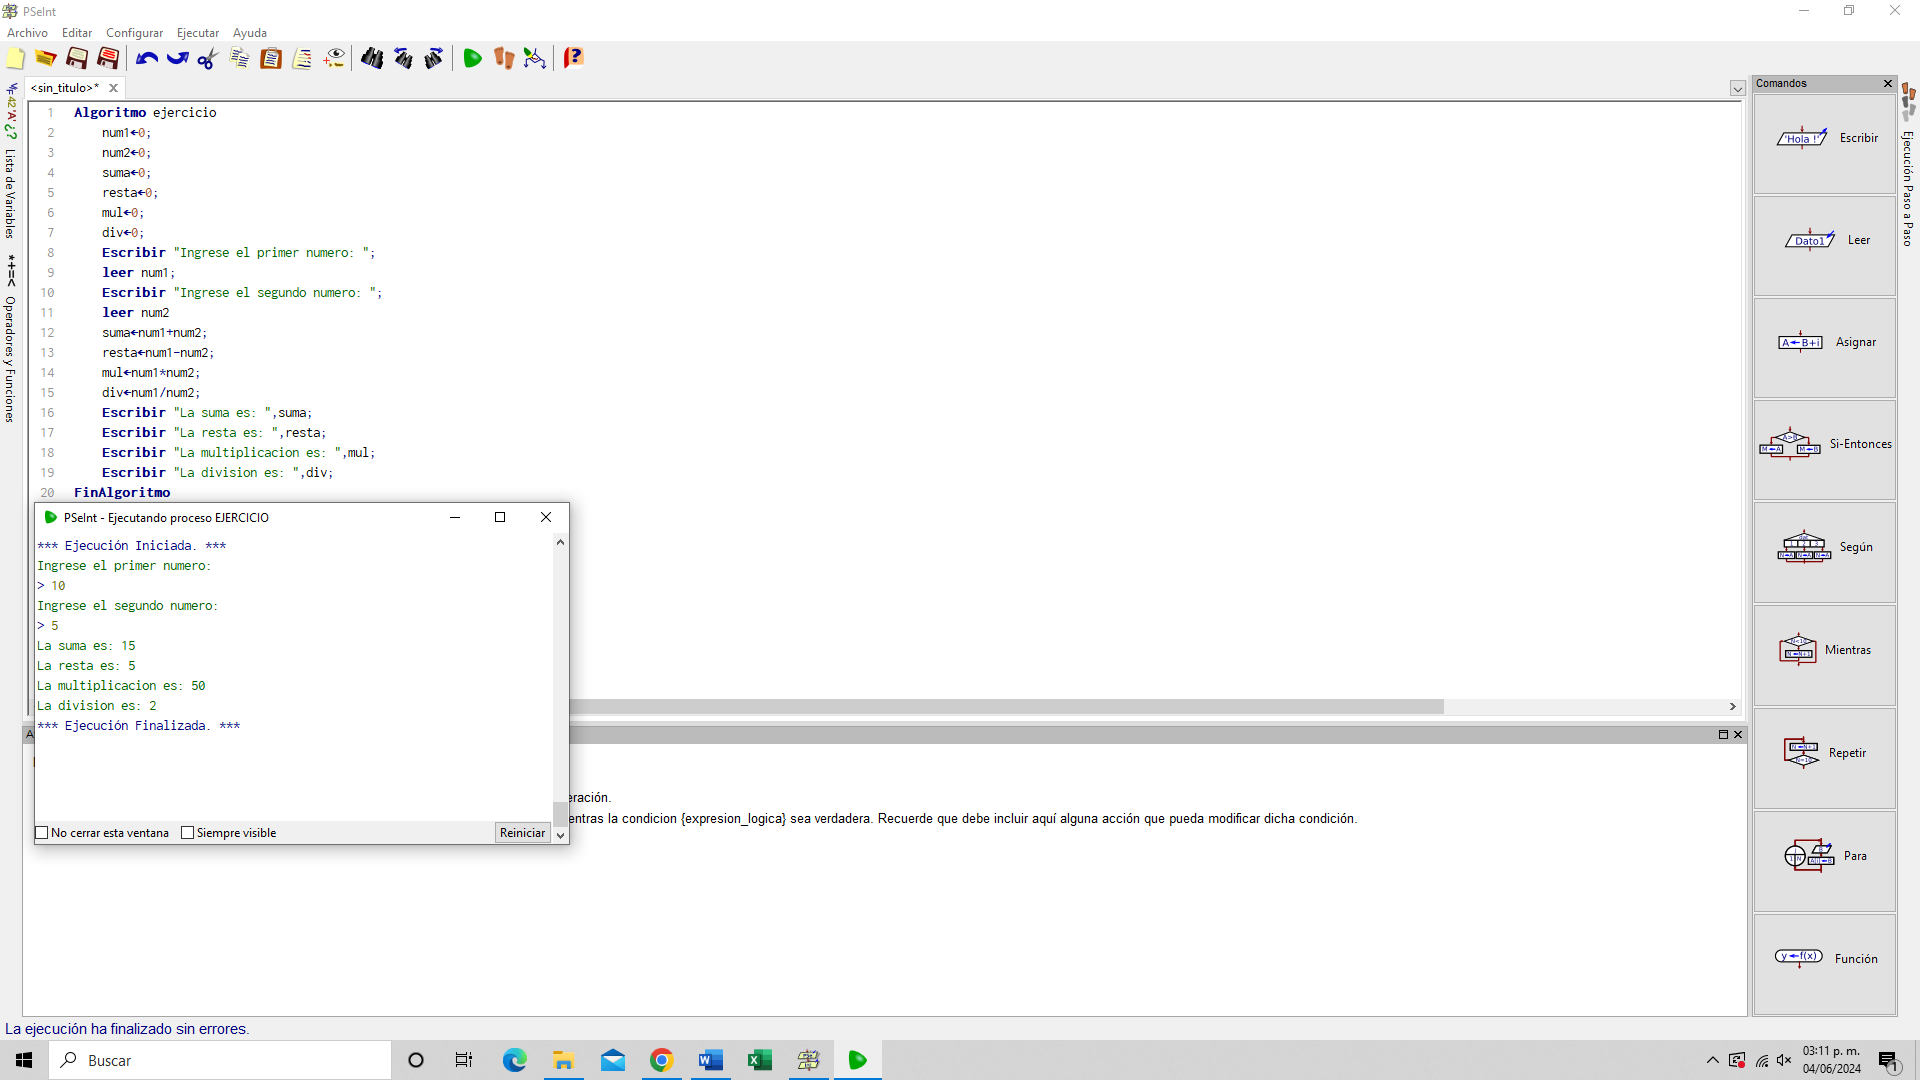 PSeInt
Archivo Editar Configurar Ejecutar Ayuda
<sin_titulo>*
1 Algoritmo ejercicio
2 num1←0;
3 num2←0;
4 suma←0;
5 resta←0;
6 mul←0;
7 div←0;
8 Escribir "Ingrese el primer numero: ";
9 leer num1;
10 Escribir "Ingrese el segundo numero: ";
11 leer num2
12 suma←num1+num2;
13 resta←num1-num2;
14 mul←num1*num2;
15 div←num1/num2;
16 Escribir "La suma es: ",suma;
17 Escribir "La resta es: ",resta;
18 Escribir "La multiplicacion es: ",mul;
19 Escribir "La division es: ",div;
20 FinAlgoritmo
Lista de Variables
*+=< Operadores y Funciones
PSeInt - Ejecutando proceso EJERCICIO
*** Ejecución Iniciada. ***
Ingrese el primer numero:
> 10
Ingrese el segundo numero:
> 5
La suma es: 15
La resta es: 5
La multiplicacion es: 50
La division es: 2
*** Ejecución Finalizada. ***
No cerrar esta ventana Siempre visible Reiniciar
eración.
entras la condicion {expresion_logica} sea verdadera. Recuerde que debe incluir aquí alguna acción que pueda modificar dicha condición.
Comandos
'Hola !' Escribir
Dato1 Leer
A←B+i Asignar
A>B Si-Entonces
Según
Mientras
Repetir
Para
y←f(x) Función
Ejecución Paso a Paso
La ejecución ha finalizado sin errores.
Buscar
03:11 p. m.
04/06/2024
1